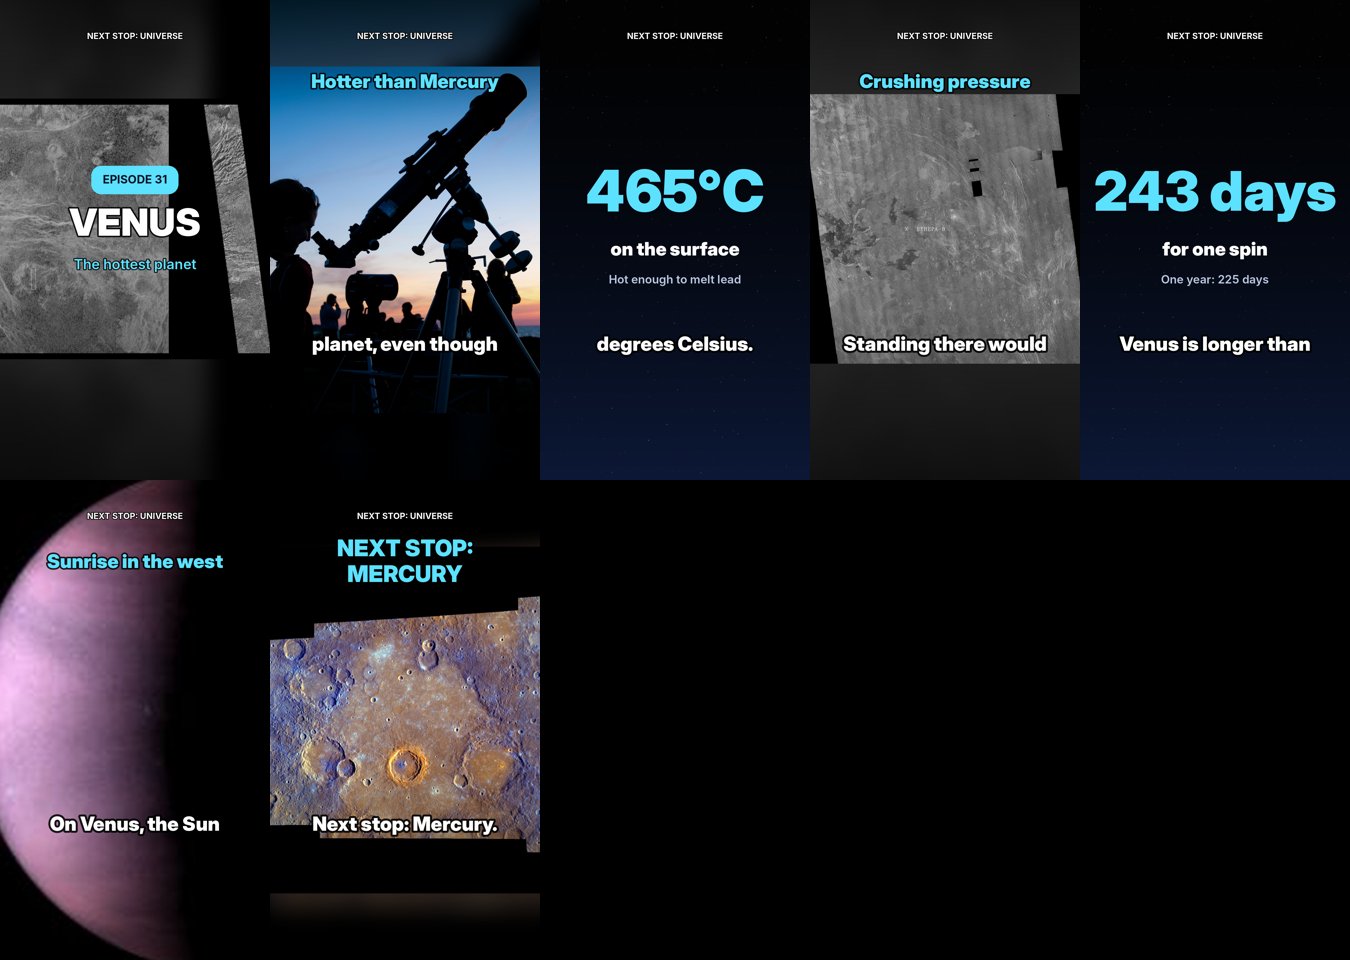 NEXT STOP: UNIVERSE
EPISODE 31
VENUS
The hottest planet
NEXT STOP: UNIVERSE
Hotter than Mercury
planet, even though
NEXT STOP: UNIVERSE
465°C
on the surface
Hot enough to melt lead
degrees Celsius.
NEXT STOP: UNIVERSE
Crushing pressure
Standing there would
NEXT STOP: UNIVERSE
243 days
for one spin
One year: 225 days
Venus is longer than
NEXT STOP: UNIVERSE
Sunrise in the west
On Venus, the Sun
NEXT STOP: UNIVERSE
NEXT STOP:
MERCURY
Next stop: Mercury.